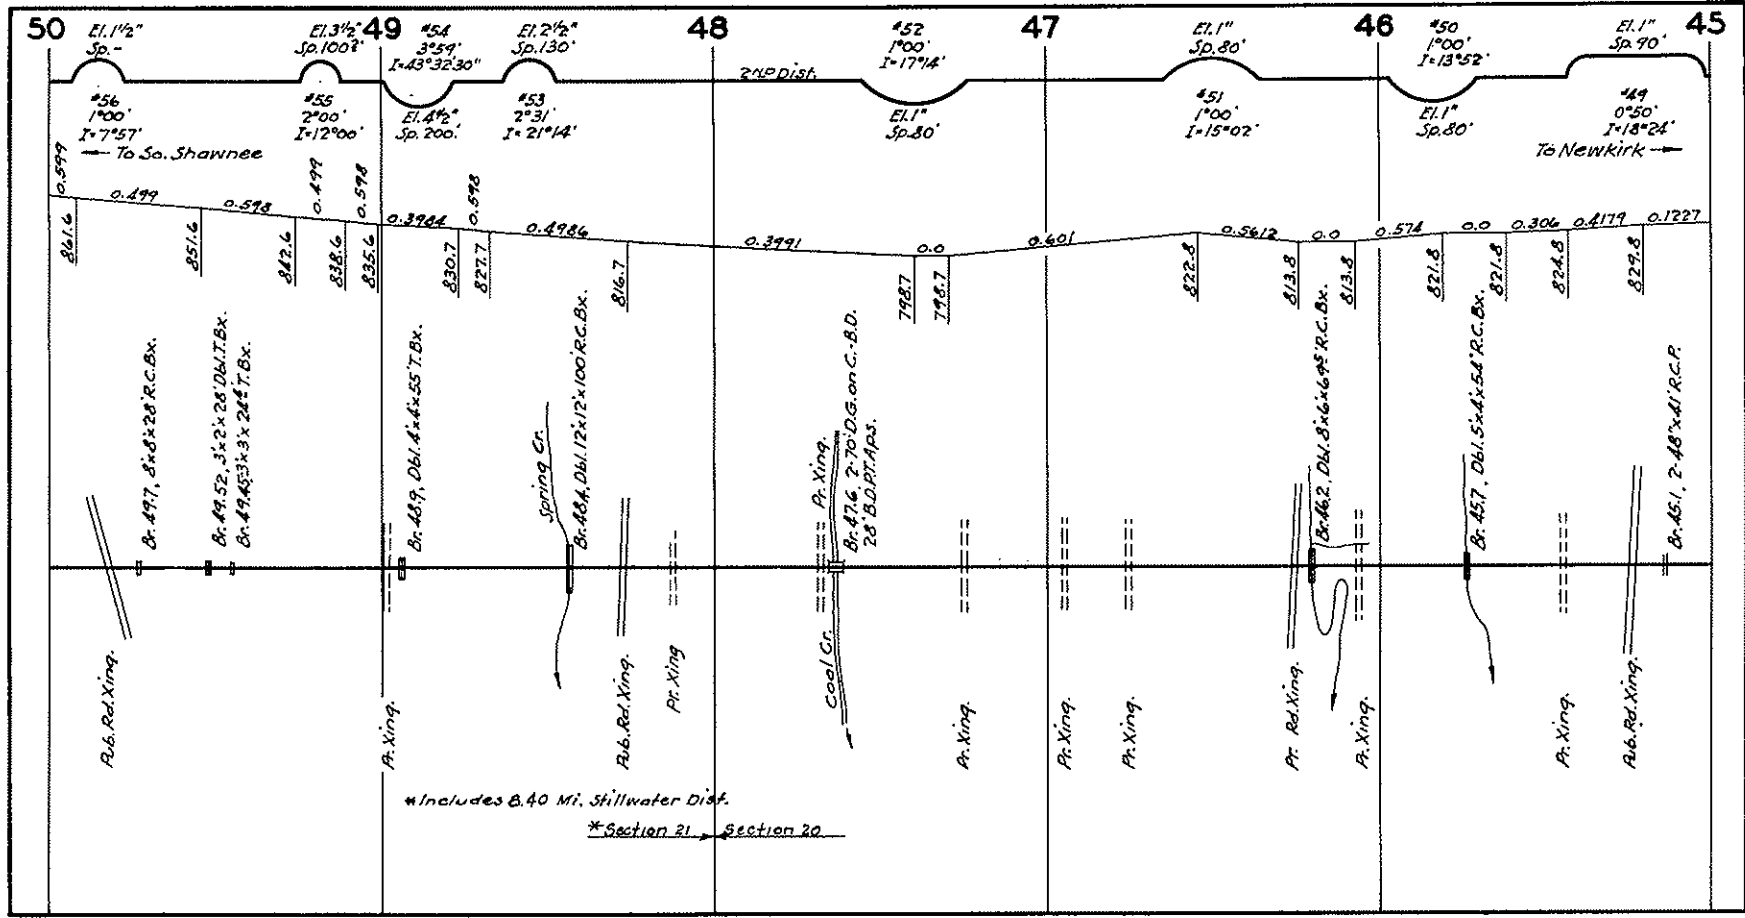 50
49
48
47
46
45
El.1½"
Sp.-
El.3½"
Sp.100'
#54
3°59'
I=43°32'30"
El.2½"
Sp.130'
#52
1°00'
I=17°14'
El.1"
Sp.80'
#50
1°00'
I=13°52'
El.1"
Sp.90'
2ND Dist.
#56
1°00'
I=7°57'
#55
2°00'
I=12°00'
El.4½"
Sp.200'
#53
2°31'
I=21°14'
El.1"
Sp.80'
#51
1°00'
I=15°02'
El.1"
Sp.80'
#49
0°50'
I=18°24'
← To So. Shawnee
To Newkirk →
0.599
0.499
0.598
0.499
0.598
0.3984
0.598
0.4986
0.3991
0.0
0.601
0.5612
0.0
0.574
0.0
0.306
0.4179
0.1227
861.6
851.6
842.6
838.6
835.6
830.7
827.7
816.7
798.7
798.7
822.8
813.8
813.8
821.8
821.8
824.8
829.8
Br.49.7, 8'x8'x28' R.C.Bx.
Br.49.52, 3'x2'x28' Dbl.T.Bx.
Br.49.45 3'x3'x24' T.Bx.
Br.48.9, Dbl.4'x4'x55' T.Bx.
Spring Cr.
Br.48.4, Dbl.12'x12'x100' R.C.Bx.
Pr. Xing.
Br.47.6, 2-70' D.G. on C.-B.D.
28' B.D.P.T. Aps.
Br.46.2, Dbl.8'x6'x69⁵' R.C.Bx.
Br.45.7, Dbl.5'x4'x54' R.C.Bx.
Br.45.1, 2-48"x41' R.C.P.
Pub. Rd. Xing.
Pr. Xing.
Pub. Rd. Xing.
Pr. Xing
Coal Cr.
Pr. Xing.
Pr. Xing.
Pr. Xing.
Pr. Rd. Xing.
Pr. Xing.
Pr. Xing.
Pub. Rd. Xing.
*Includes 8.40 Mi. Stillwater Dist.
*Section 21
Section 20